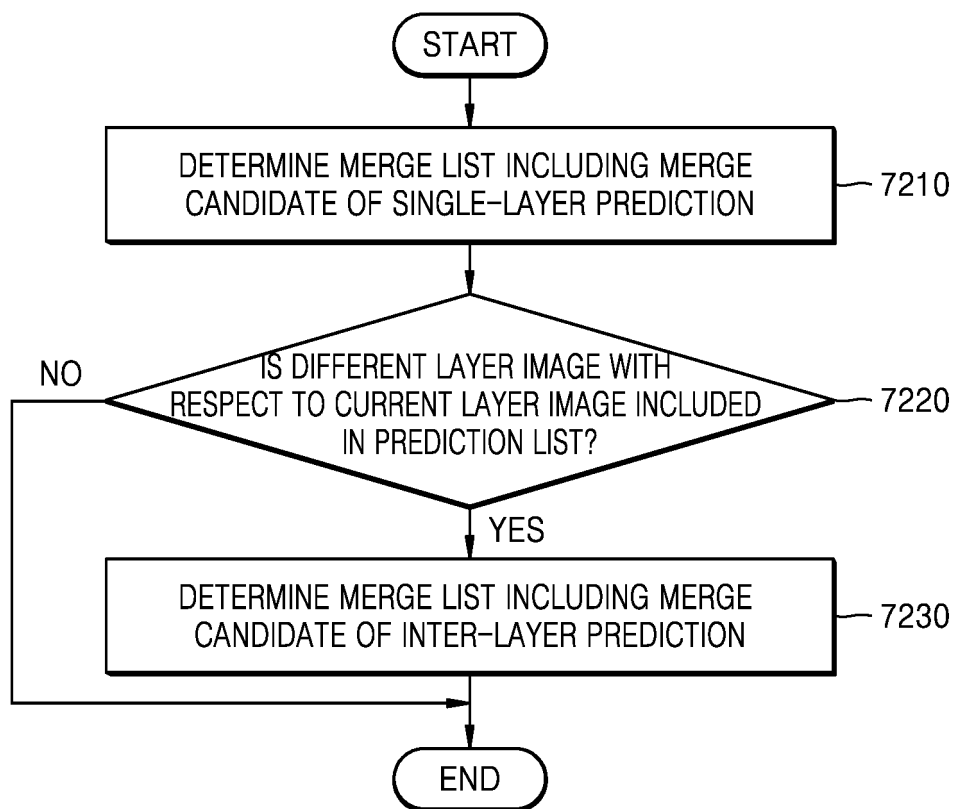 START
DETERMINE MERGE LIST INCLUDING MERGE
CANDIDATE OF SINGLE-LAYER PREDICTION
7210
IS DIFFERENT LAYER IMAGE WITH
RESPECT TO CURRENT LAYER IMAGE INCLUDED
IN PREDICTION LIST?
7220
NO
YES
DETERMINE MERGE LIST INCLUDING MERGE
CANDIDATE OF INTER-LAYER PREDICTION
7230
END